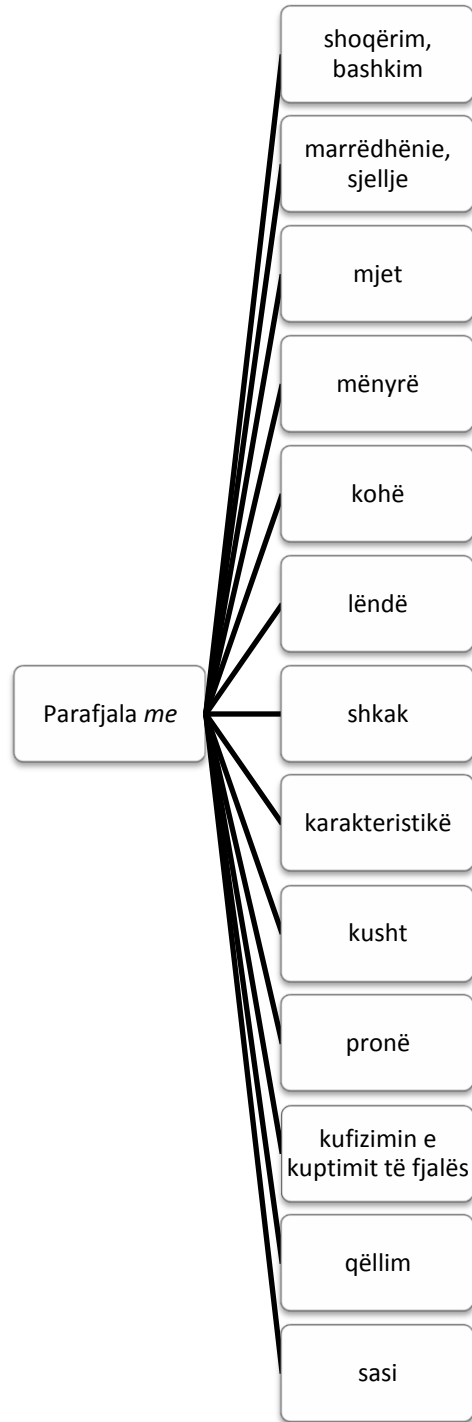 shoqërim,
bashkim
marrëdhënie,
sjellje
mjet
mënyrë
kohë
lëndë
Parafjala me
shkak
karakteristikë
kusht
pronë
kufizimin e
kuptimit të fjalës
qëllim
sasi